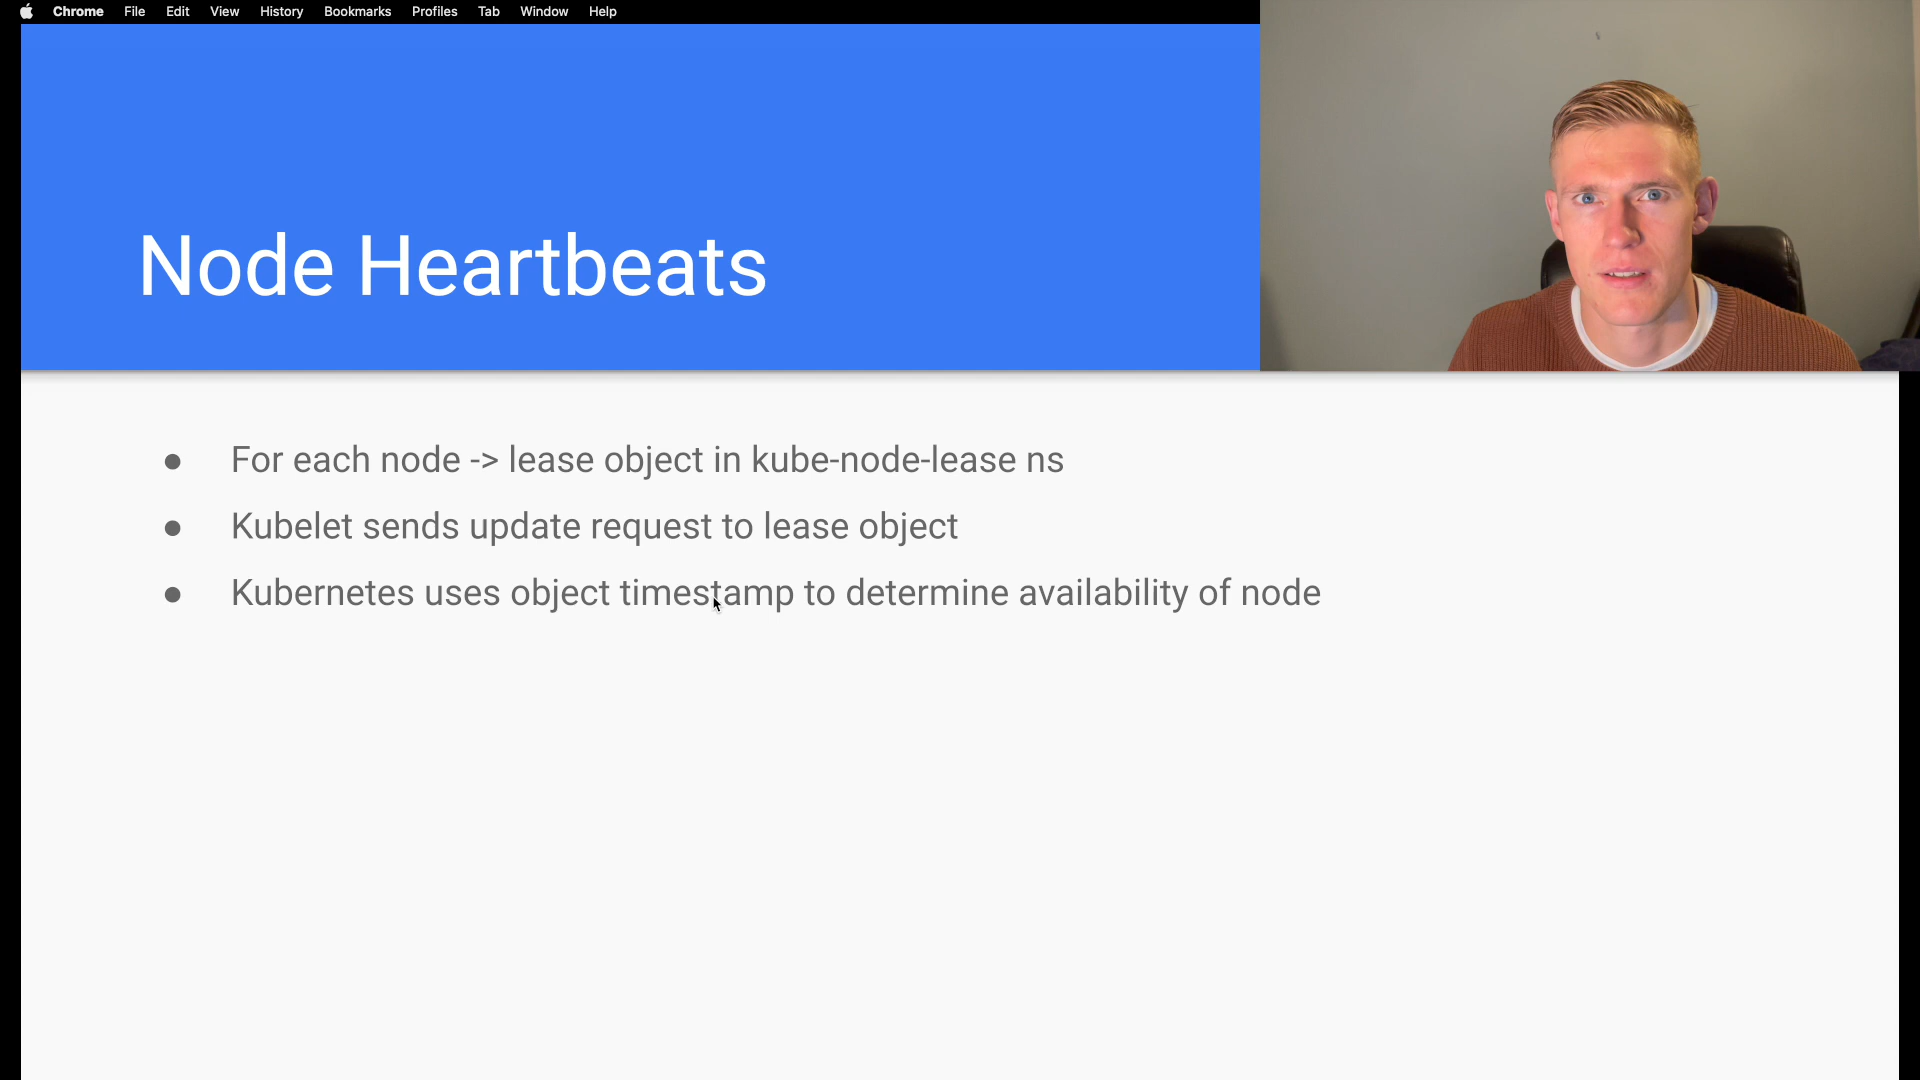 Chrome File Edit View History Bookmarks Profiles Tab Window Help
Node Heartbeats
● For each node -> lease object in kube-node-lease ns
● Kubelet sends update request to lease object
● Kubernetes uses object timestamp to determine availability of node